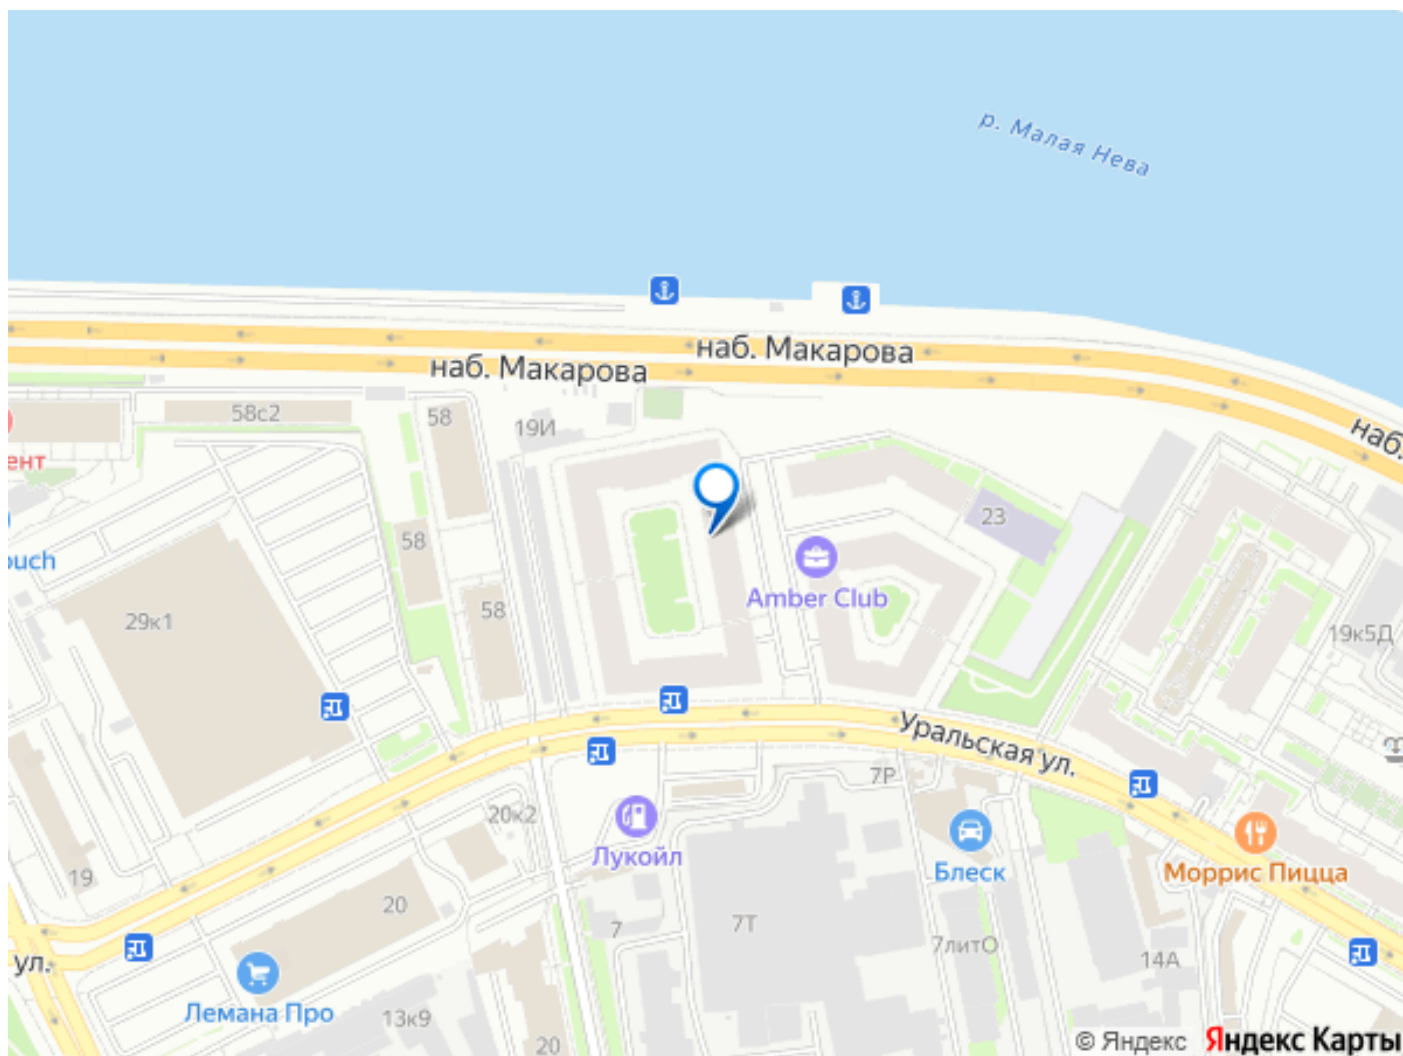 р. Малая Нева
наб. Макарова
наб. Макарова
наб.
58с2
58
19И
ент
23
58
ouch
Amber Club
29к1
58
19к5Д
Уральская ул.
7Р
20к2
Лукойл
Блеск
Моррис Пицца
19
20
7
7Т
7литО
14А
ул.
Лемана Про
13к9
20
© Яндекс Яндекс Карты